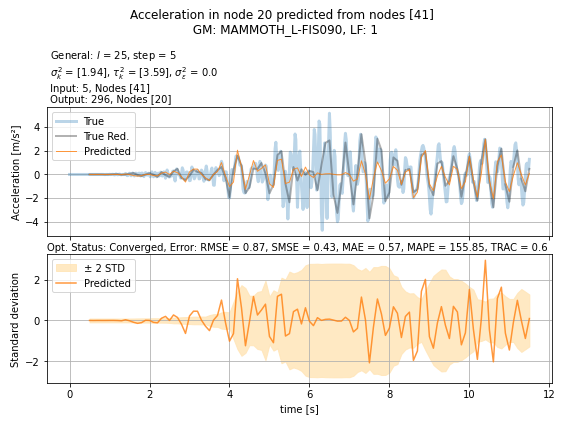 Acceleration in node 20 predicted from nodes [41]
GM: MAMMOTH_L-FIS090, LF: 1
General: l = 25, step = 5
σ²ₖ = [1.94], τ²ₖ = [3.59], σ²ε = 0.0
Input: 5, Nodes [41]
Output: 296, Nodes [20]
True
True Red.
Predicted
Acceleration [m/s²]
4
2
0
−2
−4
Opt. Status: Converged, Error: RMSE = 0.87, SMSE = 0.43, MAE = 0.57, MAPE = 155.85, TRAC = 0.6
± 2 STD
Predicted
Standard deviation
2
0
−2
0 2 4 6 8 10 12
time [s]